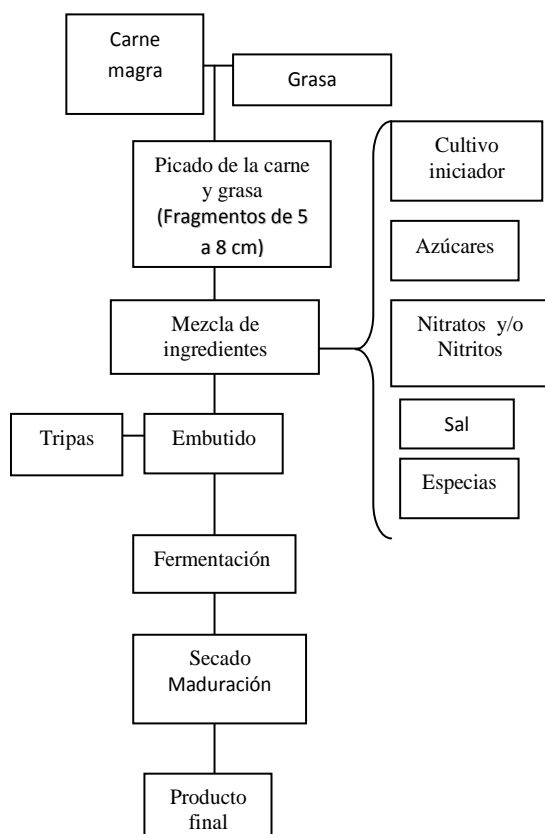 Carne
magra
Grasa
Picado de la carne
y grasa
(Fragmentos de 5
a 8 cm)
Cultivo
iniciador
Azúcares
Mezcla de
ingredientes
Nitratos y/o
Nitritos
Sal
Tripas
Embutido
Especias
Fermentación
Secado
Maduración
Producto
final